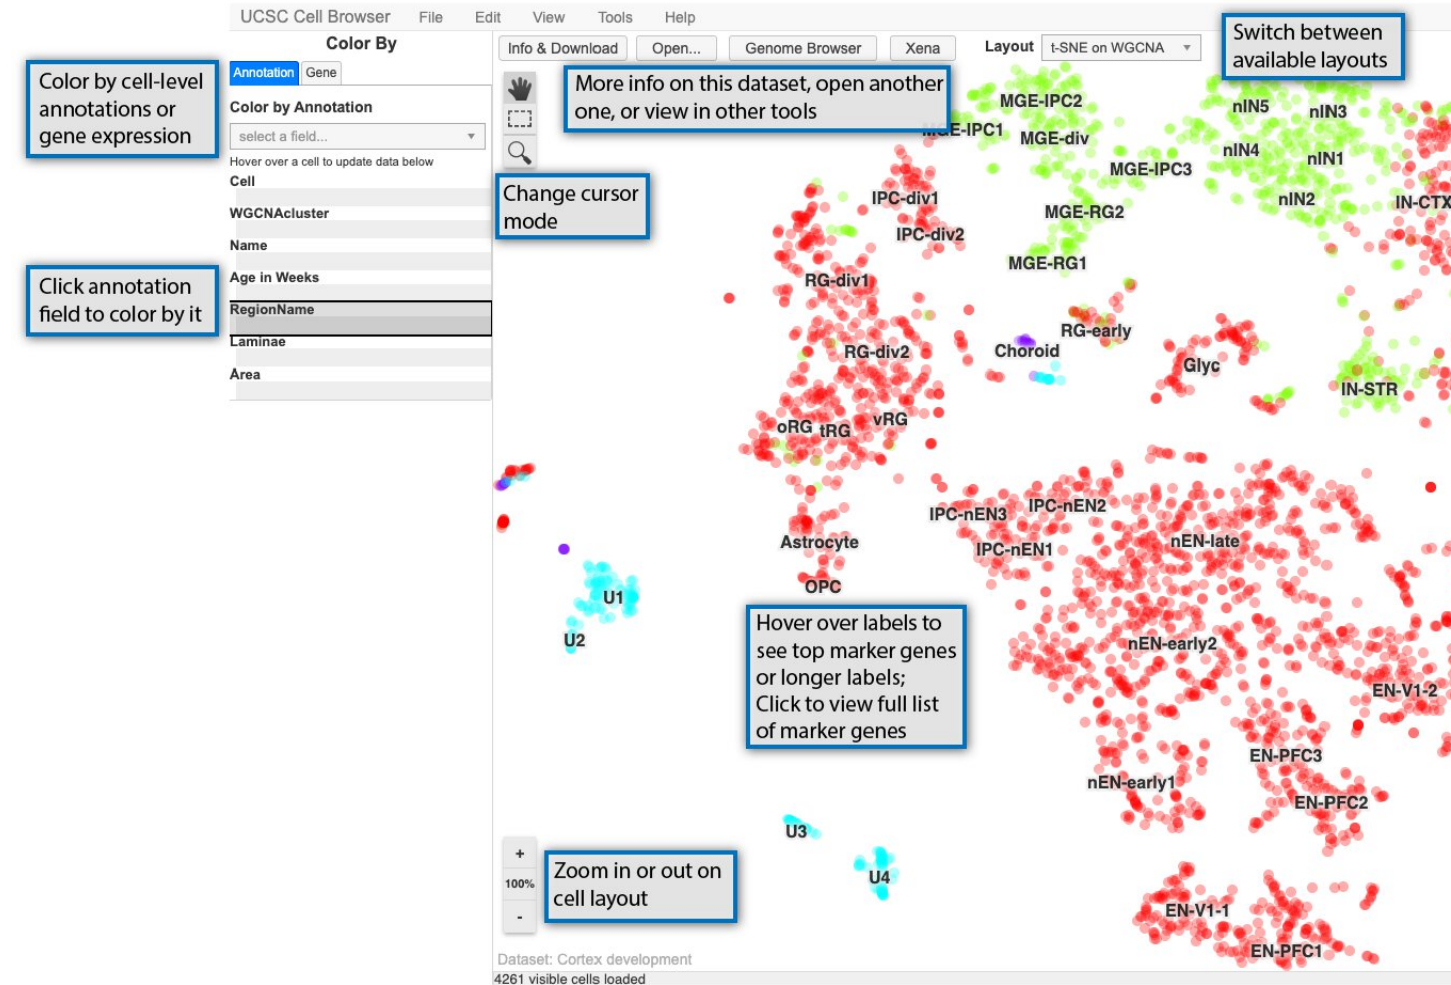 UCSC Cell Browser File Edit View Tools Help
Color By
Info & Download Open... Genome Browser Xena Layout t-SNE on WGCNA
Switch between
available layouts
Color by cell-level
annotations or
gene expression
Annotation Gene
Color by Annotation
select a field...
Hover over a cell to update data below
Cell
WGCNAcluster
Name
Age in Weeks
RegionName
Laminae
Area
Click annotation
field to color by it
More info on this dataset, open another
one, or view in other tools
Change cursor
mode
MGE-IPC2
MGE-IPC1
MGE-div
MGE-IPC3
MGE-RG2
MGE-RG1
nIN5
nIN3
nIN4
nIN1
nIN2
IN-CTX
IPC-div1
IPC-div2
RG-div1
RG-early
Choroid
RG-div2
Glyc
IN-STR
oRG
tRG
vRG
IPC-nEN3
IPC-nEN2
IPC-nEN1
nEN-late
Astrocyte
OPC
U1
U2
Hover over labels to
see top marker genes
or longer labels;
Click to view full list
of marker genes
nEN-early2
EN-V1-2
EN-PFC3
nEN-early1
EN-PFC2
U3
U4
EN-V1-1
EN-PFC1
+
100%
-
Zoom in or out on
cell layout
Dataset: Cortex development
4261 visible cells loaded